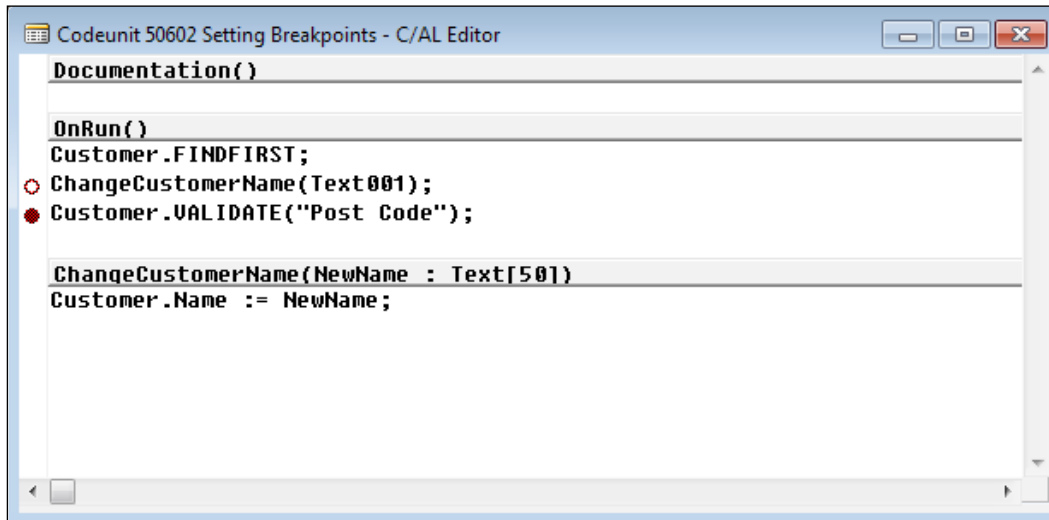 Codeunit 50602 Setting Breakpoints - C/AL Editor
Documentation()
OnRun()
Customer.FINDFIRST;
ChangeCustomerName(Text001);
Customer.VALIDATE("Post Code");
ChangeCustomerName(NewName : Text[50])
Customer.Name := NewName;